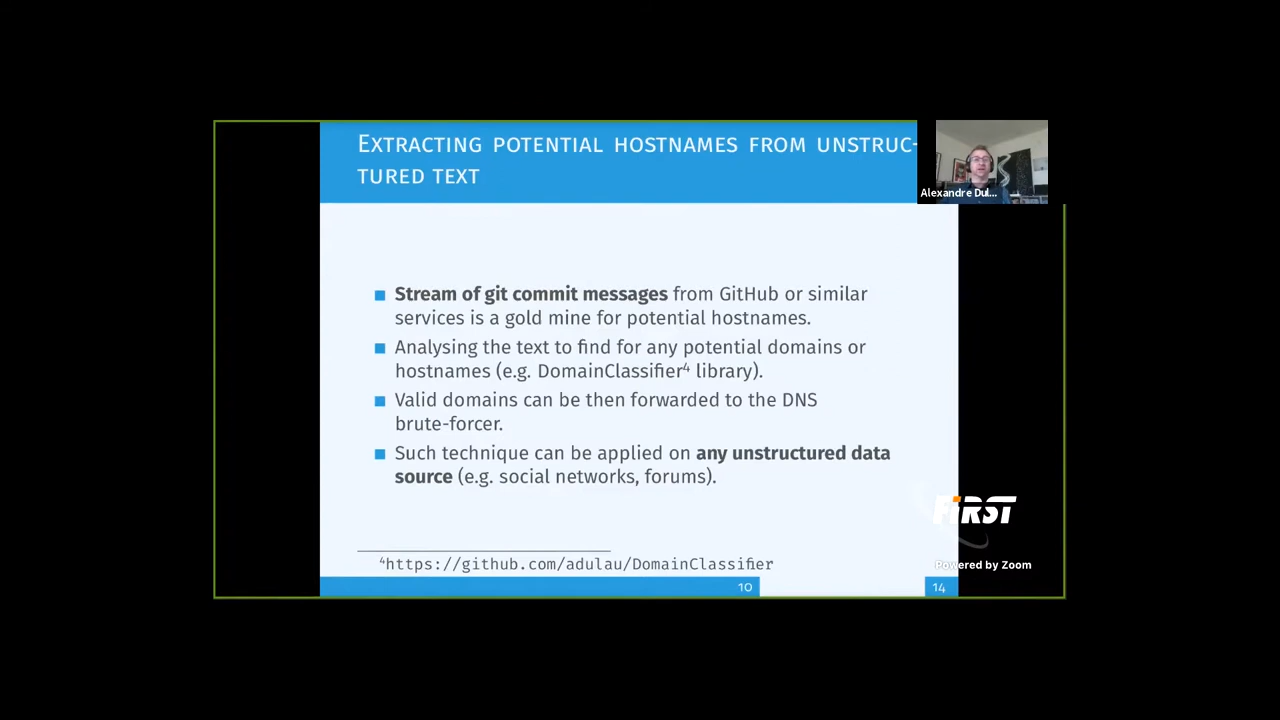 EXTRACTING POTENTIAL HOSTNAMES FROM UNSTRUC-
TURED TEXT
Alexandre Dul...
■ Stream of git commit messages from GitHub or similar
services is a gold mine for potential hostnames.
■ Analysing the text to find for any potential domains or
hostnames (e.g. DomainClassifier⁴ library).
■ Valid domains can be then forwarded to the DNS
brute-forcer.
■ Such technique can be applied on any unstructured data
source (e.g. social networks, forums).
FIRST
Powered by Zoom
⁴https://github.com/adulau/DomainClassifier
10
14